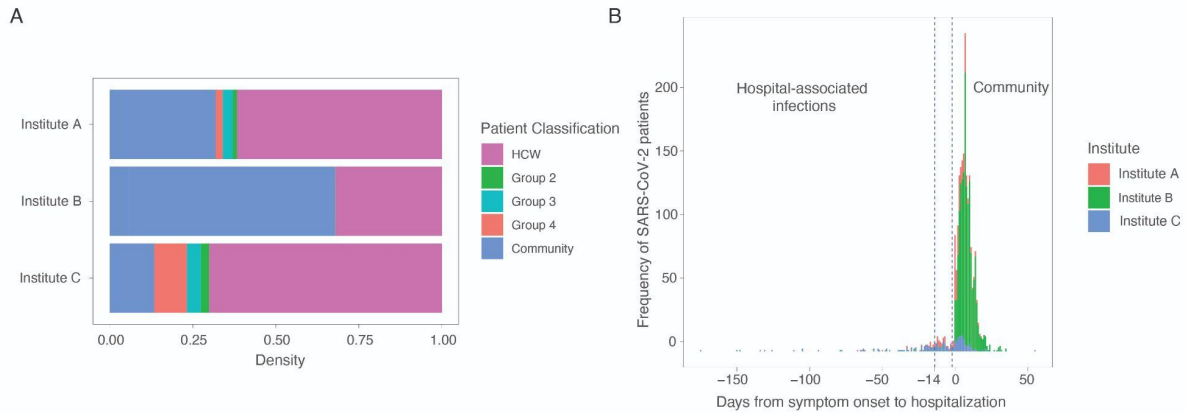 A
Institute A
Institute B
Institute C
0.00
0.25
0.50
0.75
1.00
Density
Patient Classification
HCW
Group 2
Group 3
Group 4
Community
B
Frequency of SARS-CoV-2 patients
200
150
100
50
0
Hospital-associated
infections
Community
−150
−100
−50
−14
0
50
Days from symptom onset to hospitalization
Institute
Institute A
Institute B
Institute C